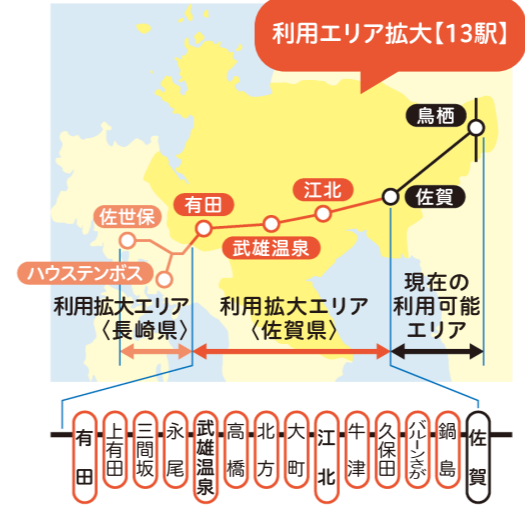 利用エリア拡大【13駅】
鳥栖
佐賀
江北
有田
武雄温泉
佐世保
ハウステンボス
利用拡大エリア
〈長崎県〉
利用拡大エリア
〈佐賀県〉
現在の
利用可能
エリア
有田
上有田
三間坂
永尾
武雄温泉
高橋
北方
大町
江北
牛津
久保田
バルーンさが
鍋島
佐賀